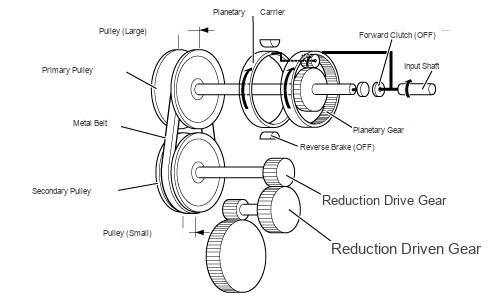 Planetary Carrier
Pulley (Large)
Forward Clutch (OFF)
Primary Pulley
Input Shaft
Metal Belt
Planetary Gear
Reverse Brake (OFF)
Secondary Pulley
Reduction Drive Gear
Pulley (Small)
Reduction Driven Gear